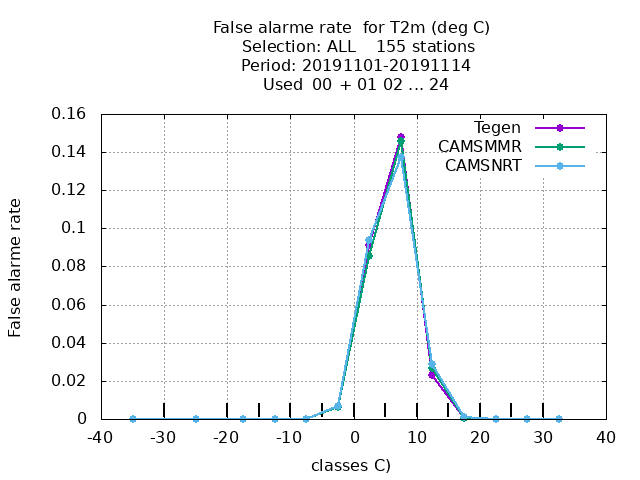 False alarme rate  for T2m (deg C)
Selection: ALL    155 stations
Period: 20191101-20191114
Used  00  + 01 02 ... 24
0.16
0.14
0.12
0.1
0.08
0.06
0.04
0.02
0
False alarme rate
Tegen
CAMSMMR
CAMSNRT
-40 -30 -20 -10 0 10 20 30 40
classes C)